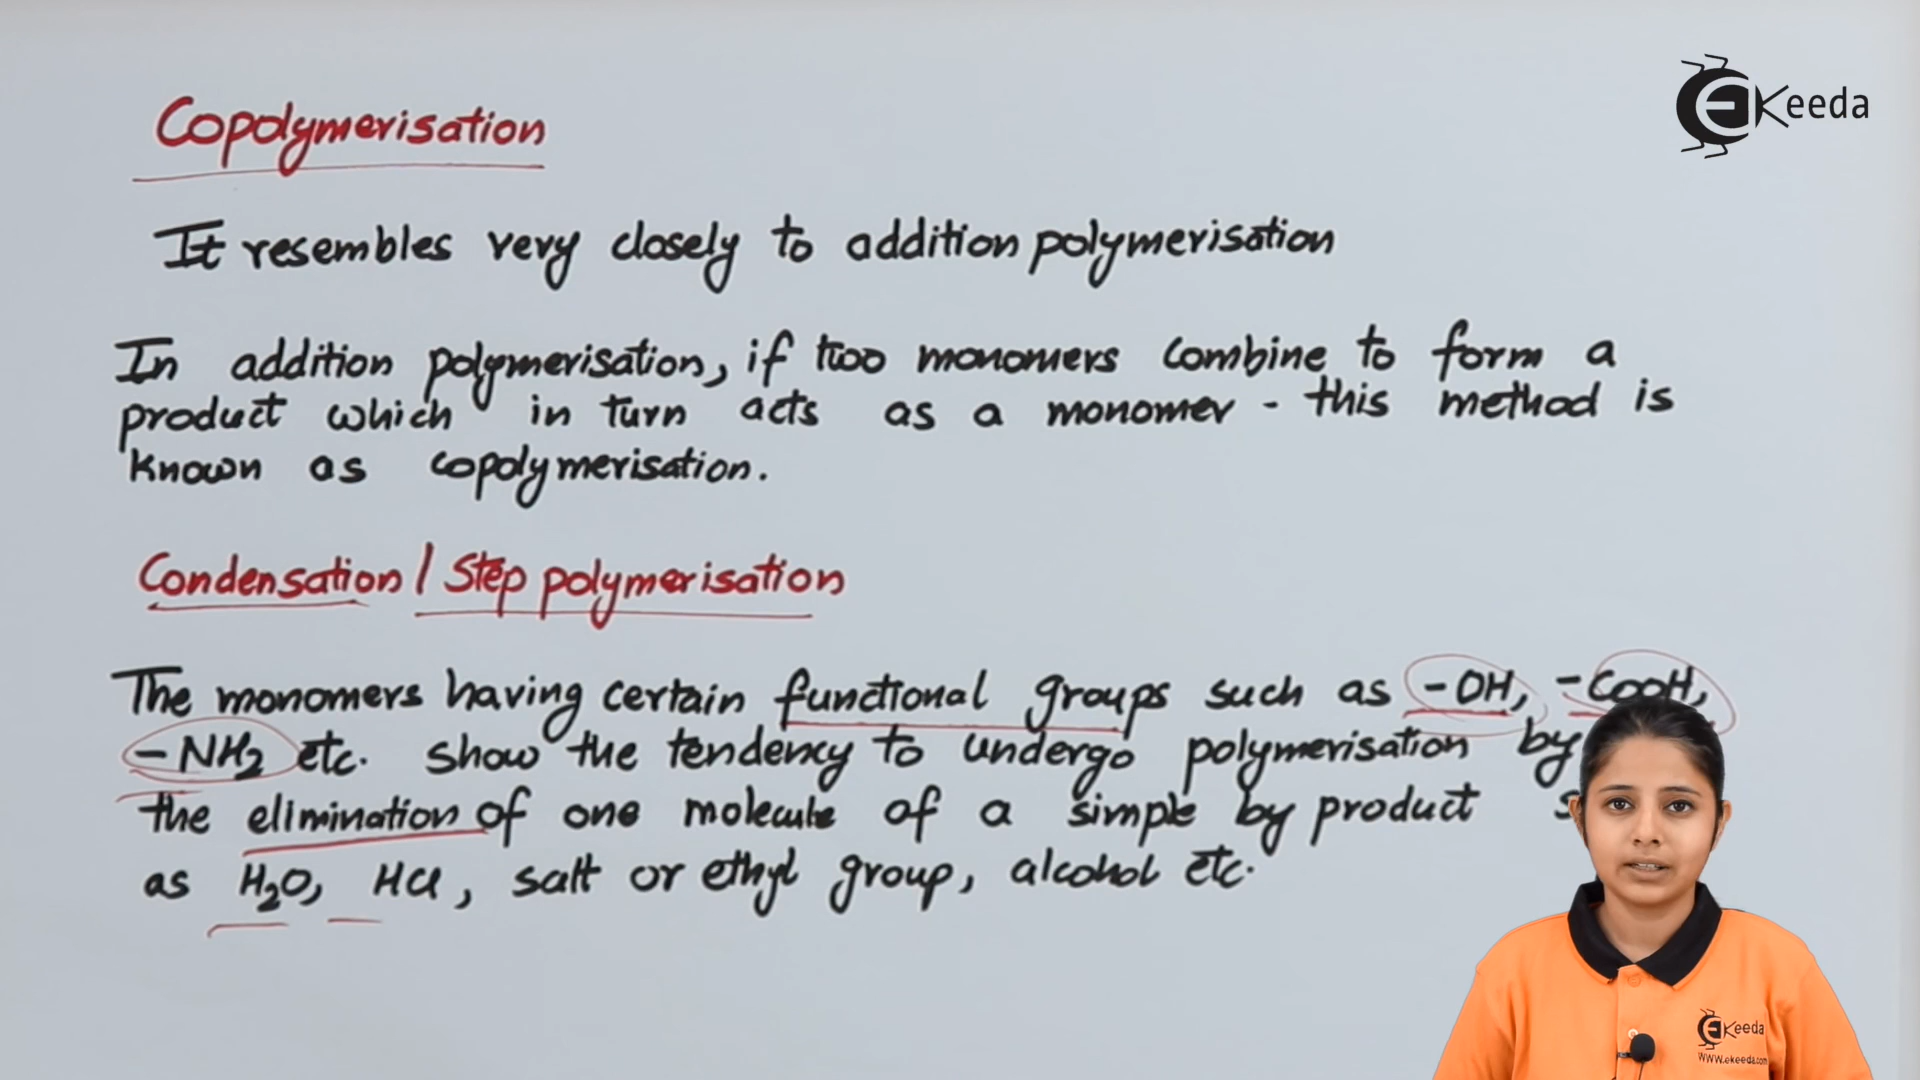 Copolymerisation
EKeeda
It resembles very closely to addition polymerisation
In addition polymerisation, if two monomers combine to form a
product which in turn acts as a monomer - this method is
known as copolymerisation.
Condensation / Step polymerisation
The monomers having certain functional groups such as -OH, -COOH,
-NH2 etc. show the tendency to undergo polymerisation by
the elimination of one molecule of a simple by product
as H2O, HCl, salt or ethyl group, alcohol etc.
EKeeda
www.ekeeda.com